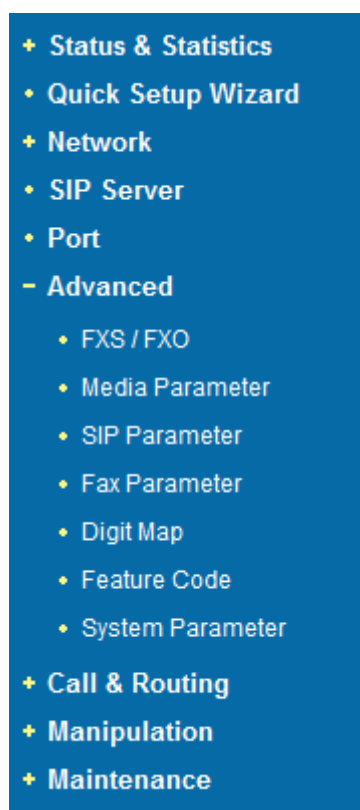 + Status & Statistics
• Quick Setup Wizard
+ Network
• SIP Server
• Port
− Advanced
• FXS / FXO
• Media Parameter
• SIP Parameter
• Fax Parameter
• Digit Map
• Feature Code
• System Parameter
+ Call & Routing
+ Manipulation
+ Maintenance